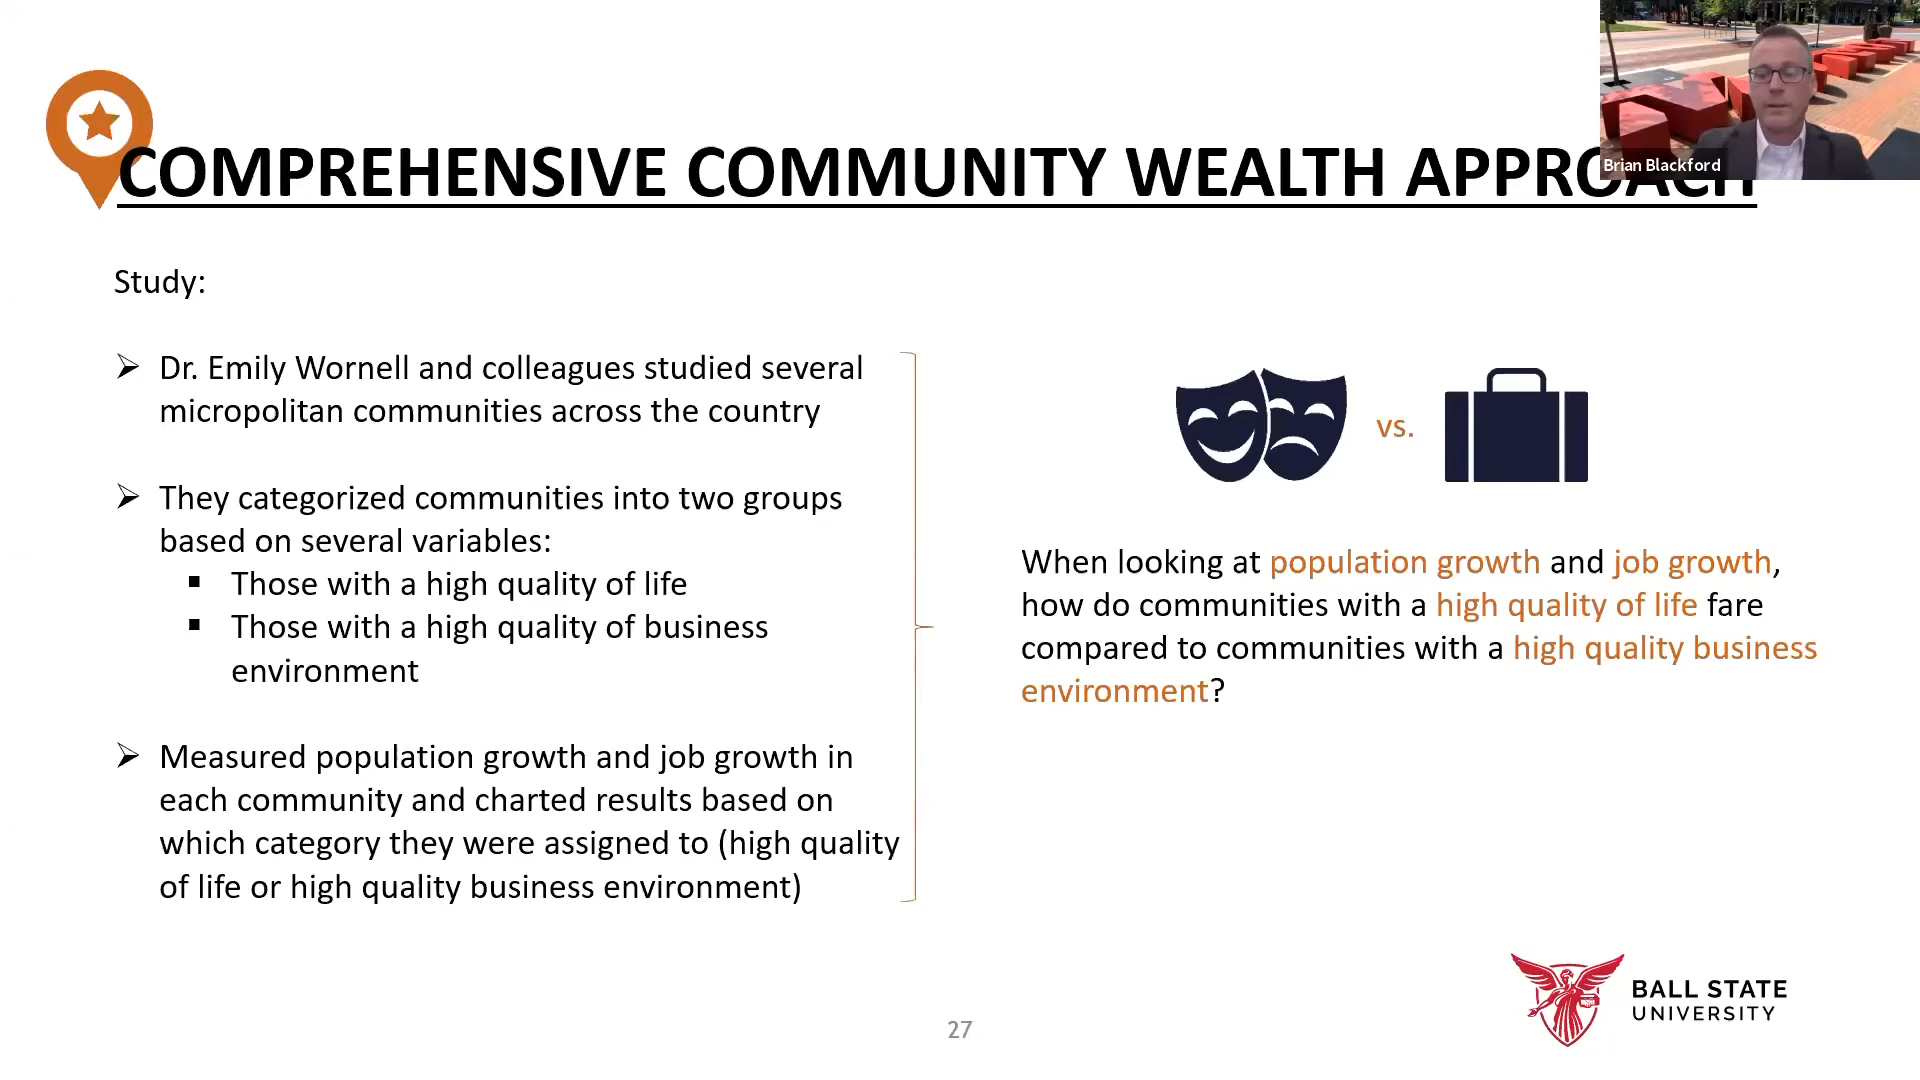 COMPREHENSIVE COMMUNITY WEALTH APPROACH
Brian Blackford
Study:
Dr. Emily Wornell and colleagues studied several
micropolitan communities across the country
They categorized communities into two groups
based on several variables:
Those with a high quality of life
Those with a high quality of business
environment
Measured population growth and job growth in
each community and charted results based on
which category they were assigned to (high quality
of life or high quality business environment)
vs.
When looking at population growth and job growth,
how do communities with a high quality of life fare
compared to communities with a high quality business
environment?
BALL STATE
UNIVERSITY
27